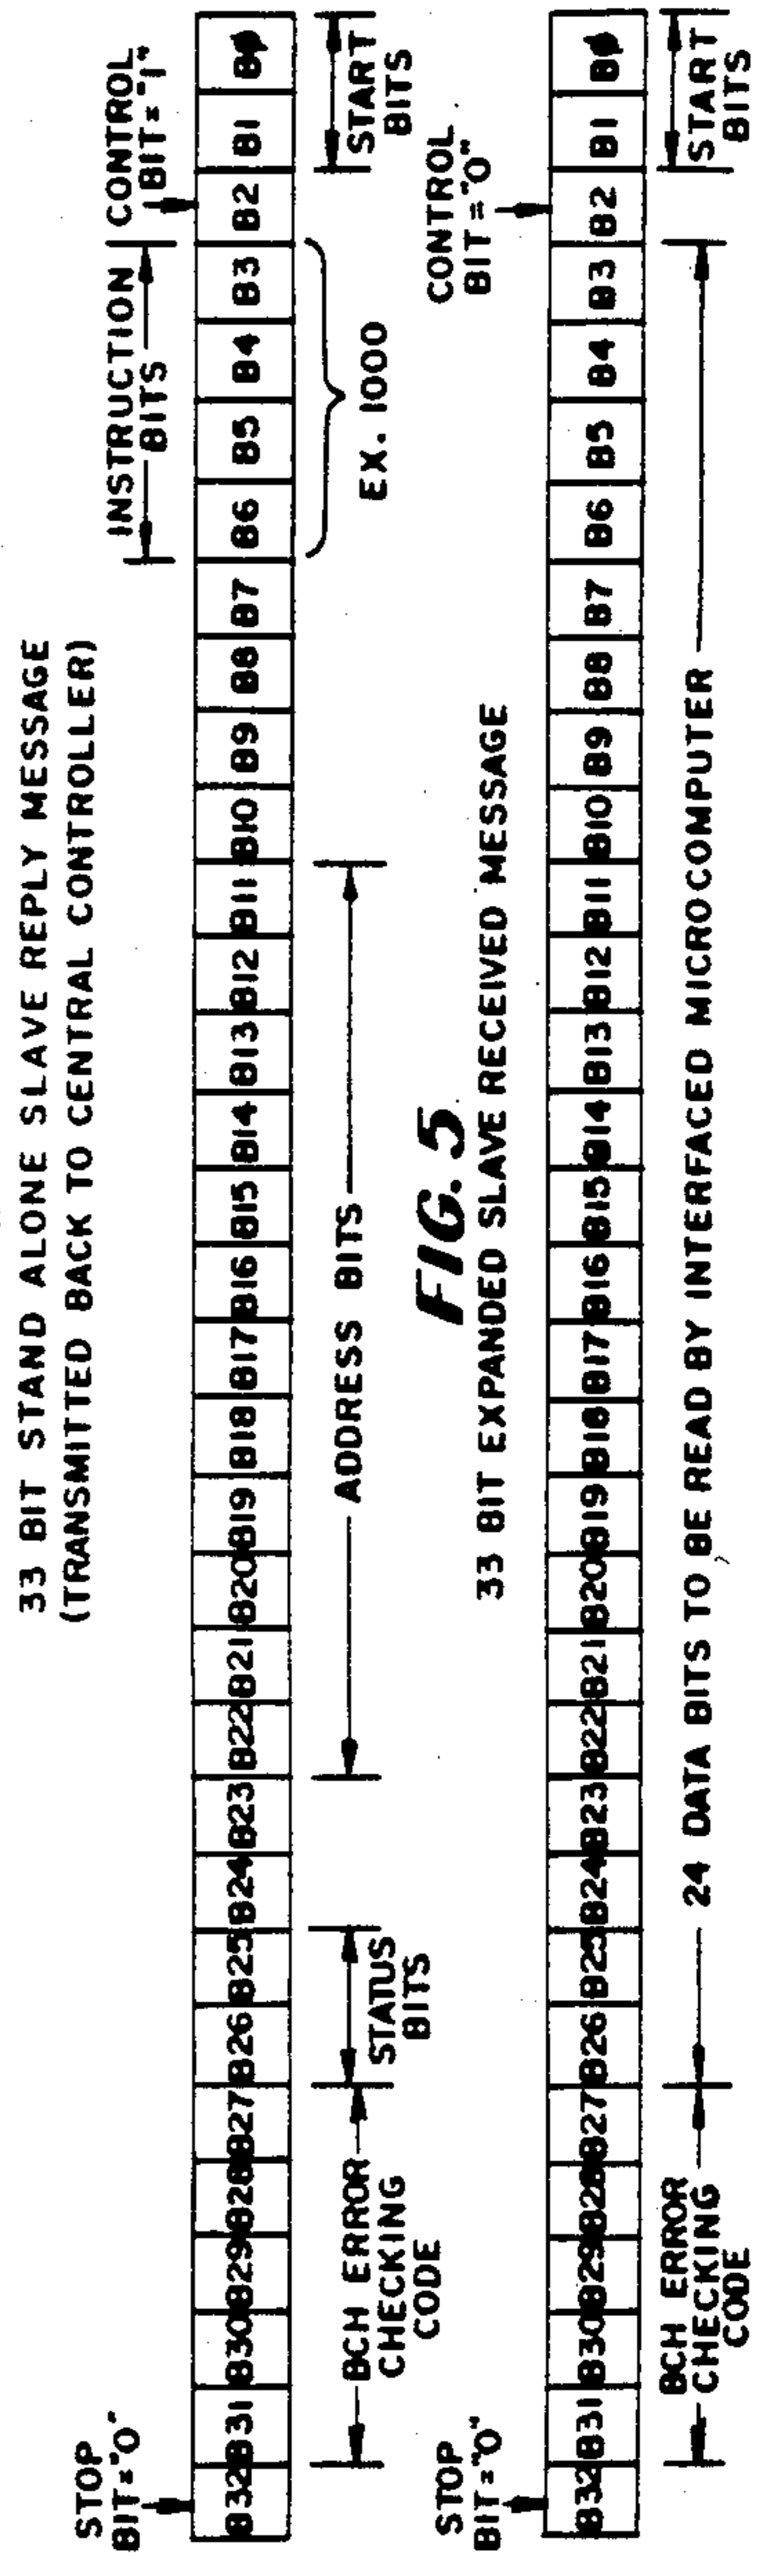 33 BIT STAND ALONE SLAVE REPLY MESSAGE
(TRANSMITTED BACK TO CENTRAL CONTROLLER)
STOP
BIT="0"
INSTRUCTION
BITS
CONTROL
BIT="1"
B32 B31 B30 B29 B28 B27 B26 B25 B24 B23 B22 B21 B20 B19 B18 B17 B16 B15 B14 B13 B12 B11 B10 B9 B8 B7 B6 B5 B4 B3 B2 B1 BØ
BCH ERROR
CHECKING
CODE
STATUS
BITS
ADDRESS BITS
EX. 1000
START
BITS
FIG. 5
33 BIT EXPANDED SLAVE RECEIVED MESSAGE
STOP
BIT="0"
CONTROL
BIT="0"
B32 B31 B30 B29 B28 B27 B26 B25 B24 B23 B22 B21 B20 B19 B18 B17 B16 B15 B14 B13 B12 B11 B10 B9 B8 B7 B6 B5 B4 B3 B2 B1 BØ
BCH ERROR
CHECKING
CODE
24 DATA BITS TO BE READ BY INTERFACED MICROCOMPUTER
START
BITS